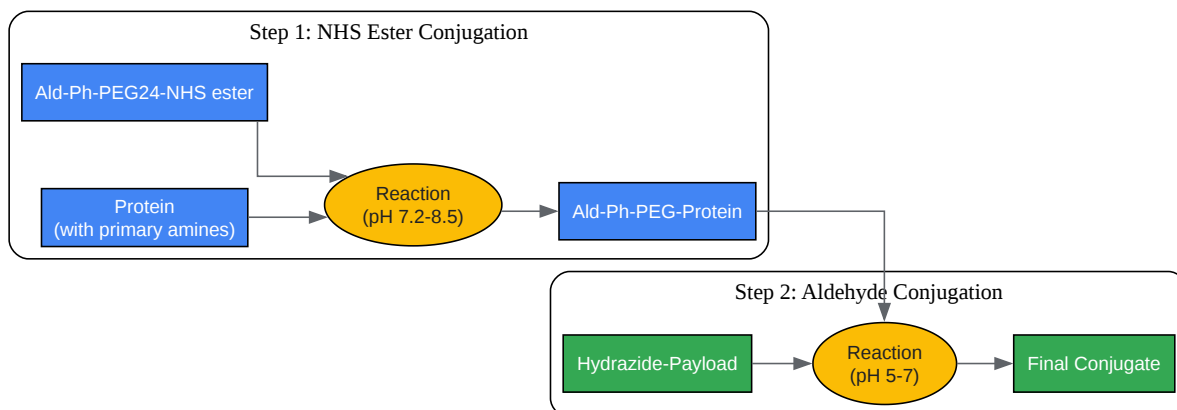 Step 1: NHS Ester Conjugation
Ald-Ph-PEG24-NHS ester
Protein
(with primary amines)
Reaction
(pH 7.2-8.5)
Ald-Ph-PEG-Protein
Step 2: Aldehyde Conjugation
Hydrazide-Payload
Reaction
(pH 5-7)
Final Conjugate